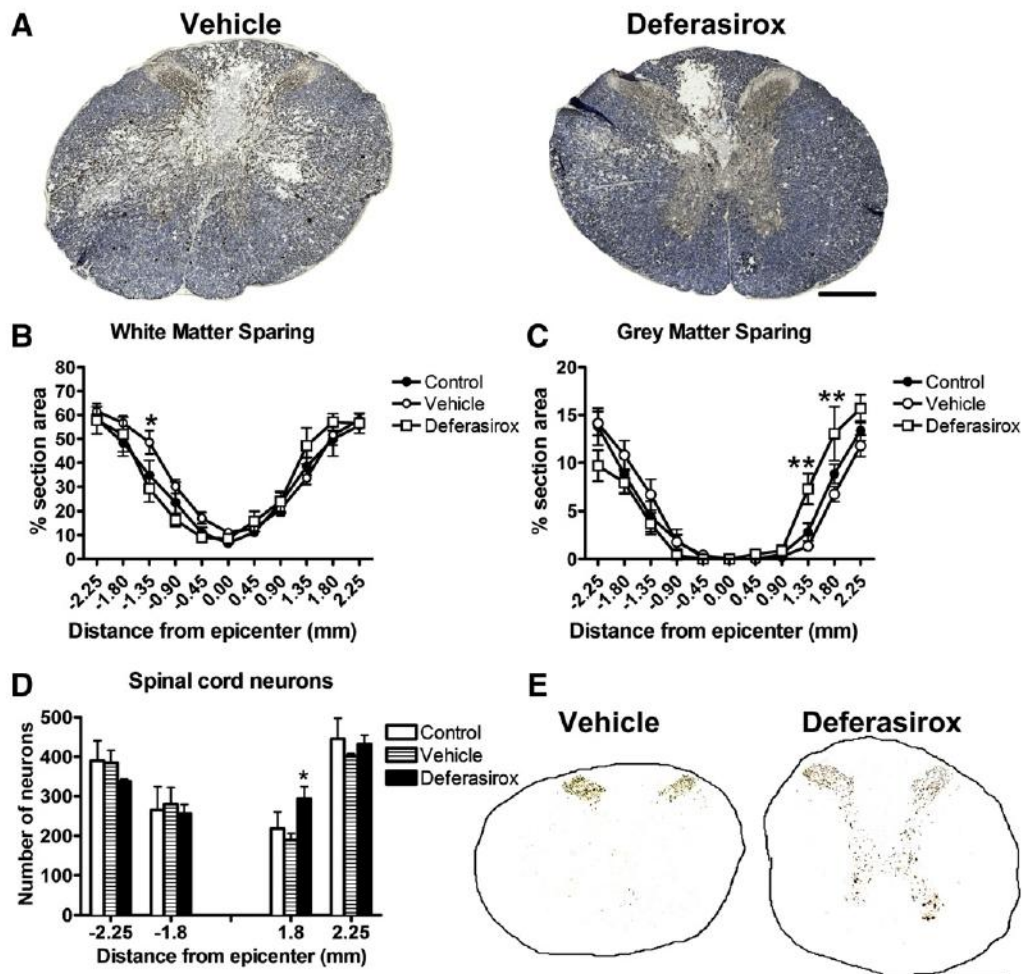 A
Vehicle
Deferasirox
B
White Matter Sparing
% section area
80
70
60
50
40
30
20
10
0
*
Control
Vehicle
Deferasirox
-2.25
-1.80
-1.35
-0.90
-0.45
0.00
0.45
0.90
1.35
1.80
2.25
Distance from epicenter (mm)
C
Grey Matter Sparing
% section area
20
15
10
5
0
**
**
Control
Vehicle
Deferasirox
-2.25
-1.80
-1.35
-0.90
-0.45
0.00
0.45
0.90
1.35
1.80
2.25
Distance from epicenter (mm)
D
Spinal cord neurons
Number of neurons
500
400
300
200
100
0
*
Control
Vehicle
Deferasirox
-2.25 -1.8 1.8 2.25
Distance from epicenter (mm)
E
Vehicle
Deferasirox